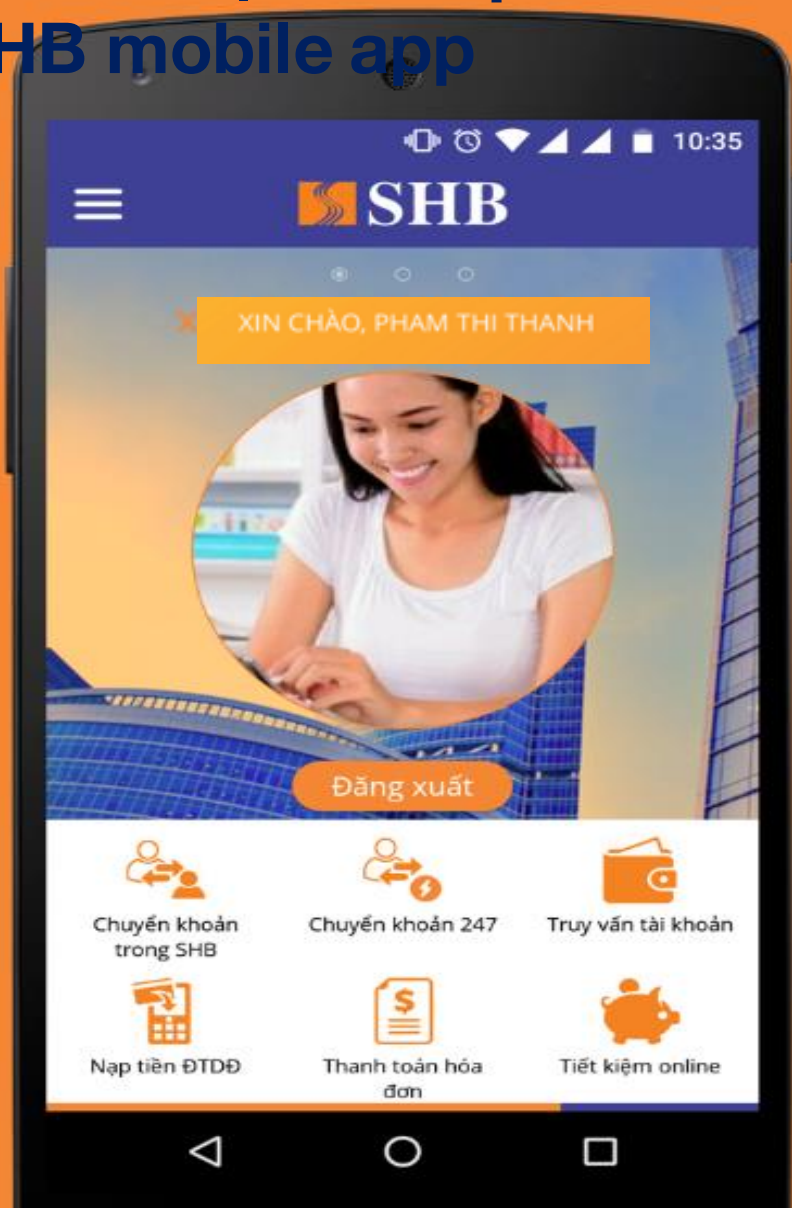 HB mobile app
10:35
SHB
XIN CHÀO, PHAM THI THANH
Đăng xuất
Chuyển khoản
trong SHB
Chuyển khoản 247
Truy vấn tài khoản
Nạp tiền ĐTDĐ
Thanh toán hóa
đơn
Tiết kiệm online